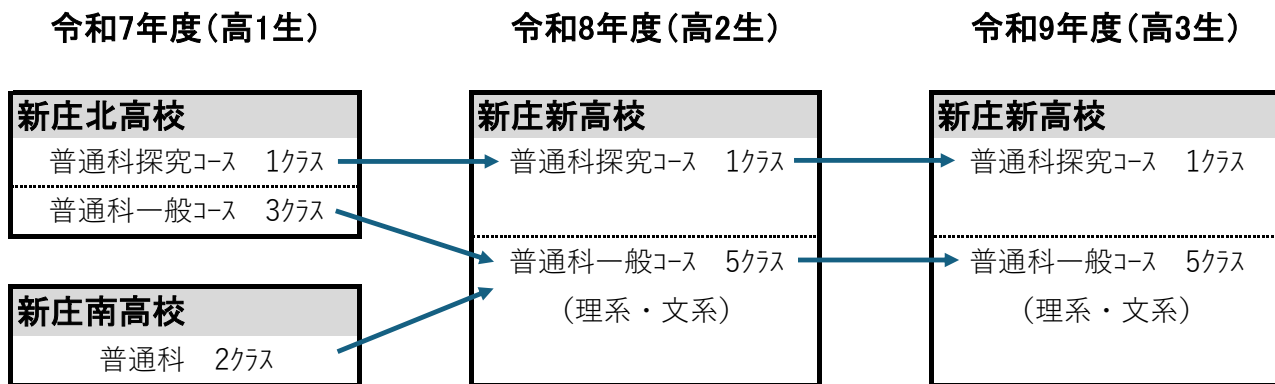 令和7年度（高1生）
令和8年度（高2生）
令和9年度（高3生）
新庄北高校
普通科探究ｺｰｽ　1ｸﾗｽ
普通科一般ｺｰｽ　3ｸﾗｽ
新庄南高校
普通科　2ｸﾗｽ
新庄新高校
普通科探究ｺｰｽ　1ｸﾗｽ
普通科一般ｺｰｽ　5ｸﾗｽ
（理系・文系）
新庄新高校
普通科探究ｺｰｽ　1ｸﾗｽ
普通科一般ｺｰｽ　5ｸﾗｽ
（理系・文系）